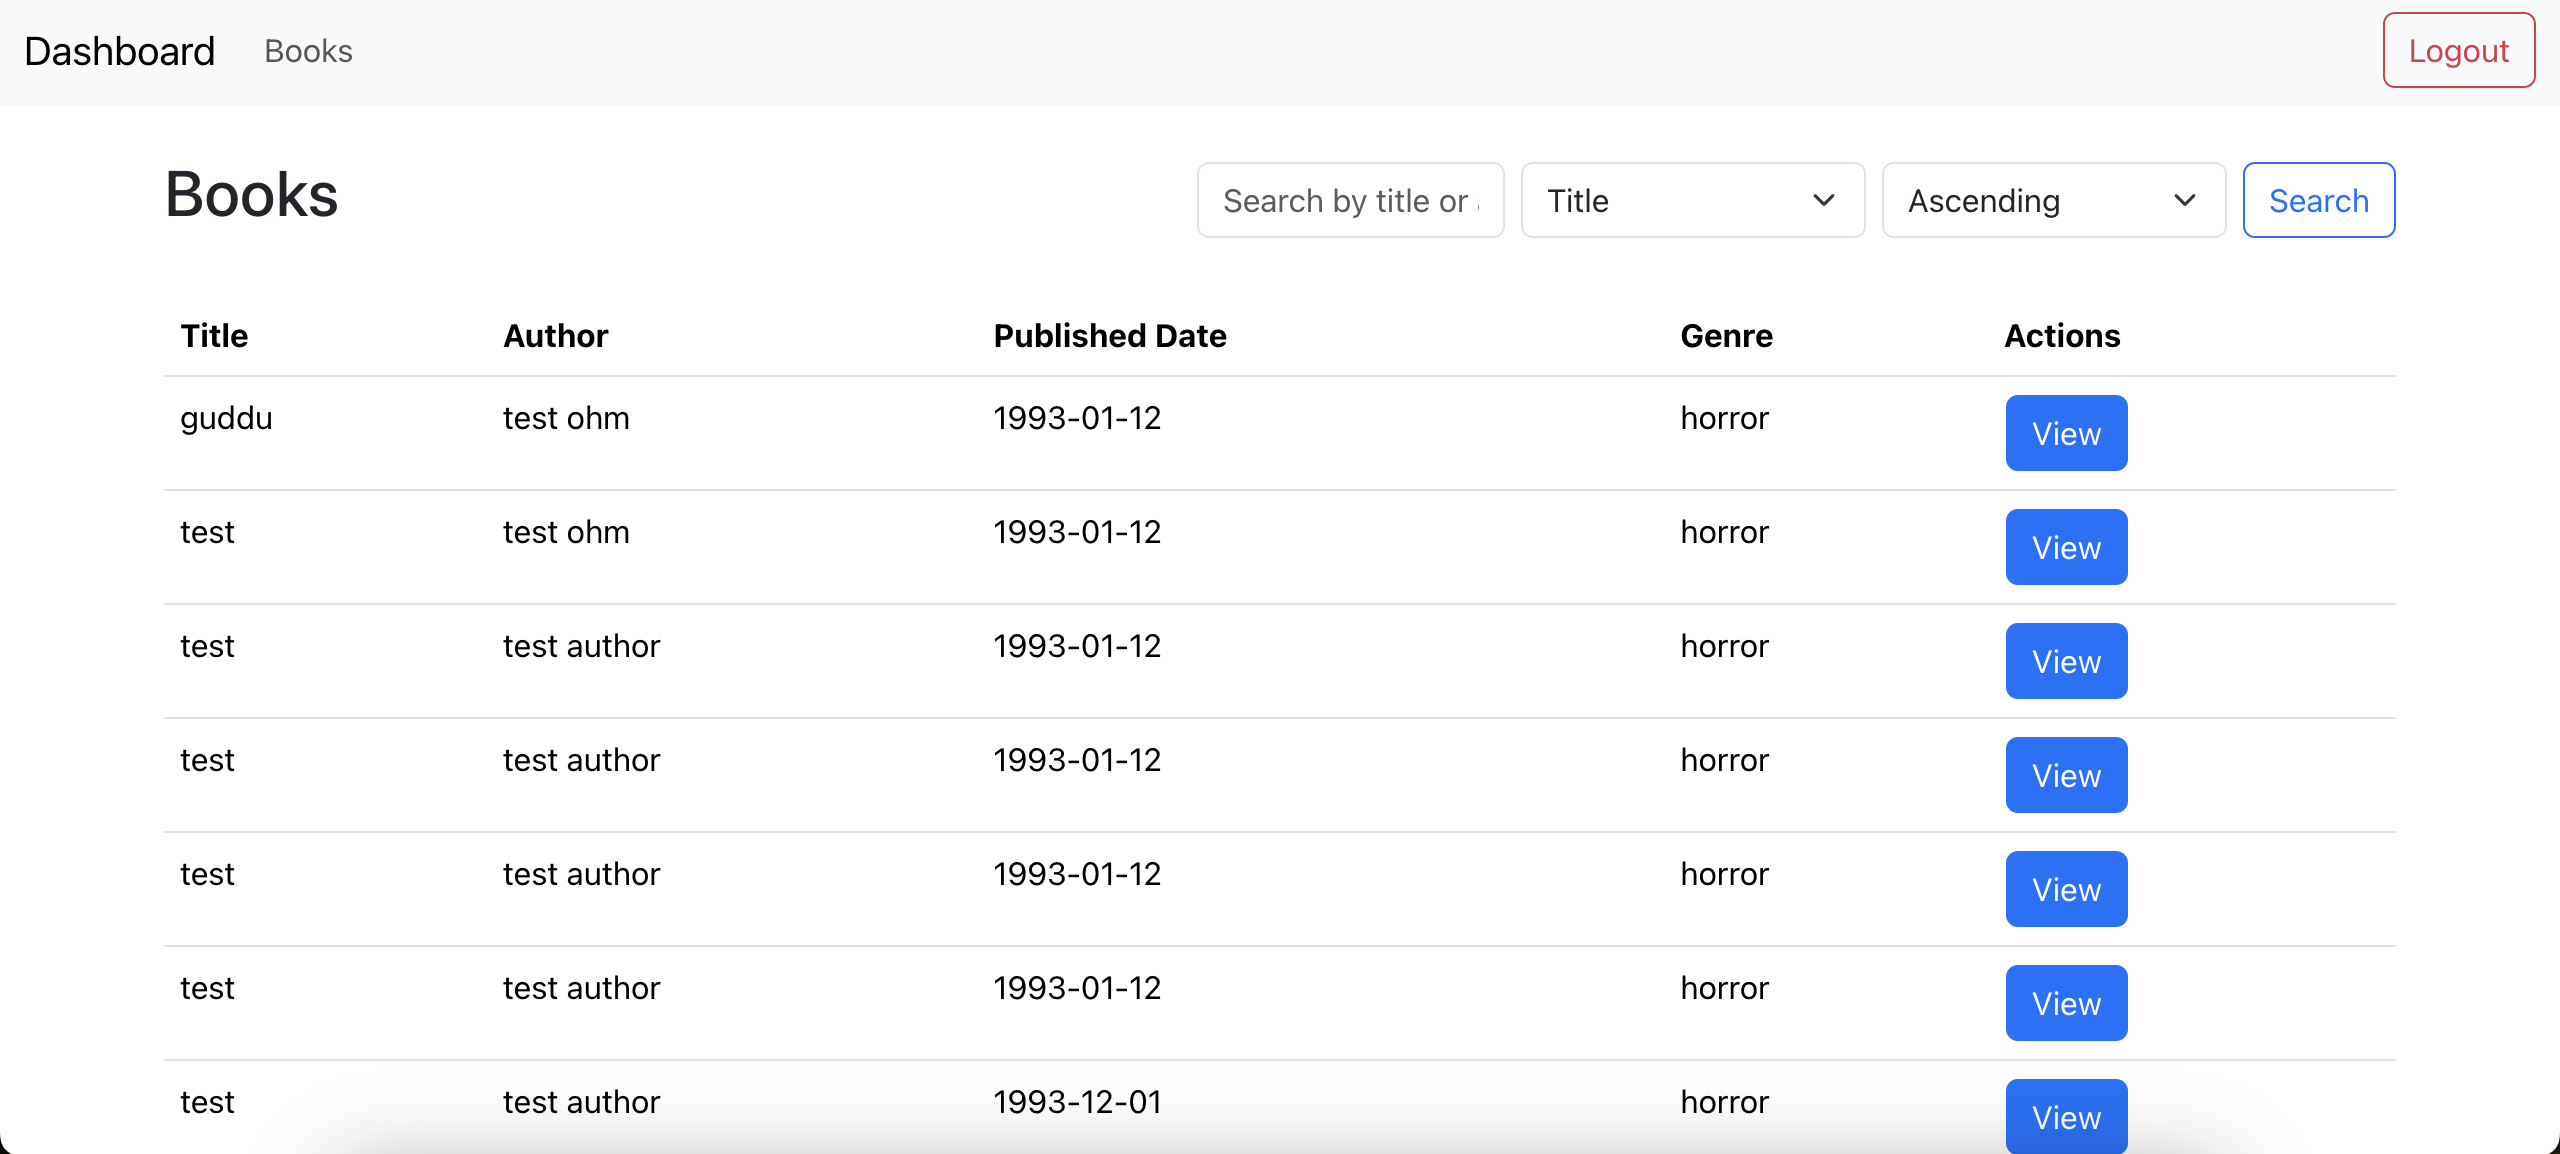 Dashboard Books Logout
Books Search by title or Title Ascending Search
Title Author Published Date Genre Actions
guddu test ohm 1993-01-12 horror View
test test ohm 1993-01-12 horror View
test test author 1993-01-12 horror View
test test author 1993-01-12 horror View
test test author 1993-01-12 horror View
test test author 1993-01-12 horror View
test test author 1993-12-01 horror View